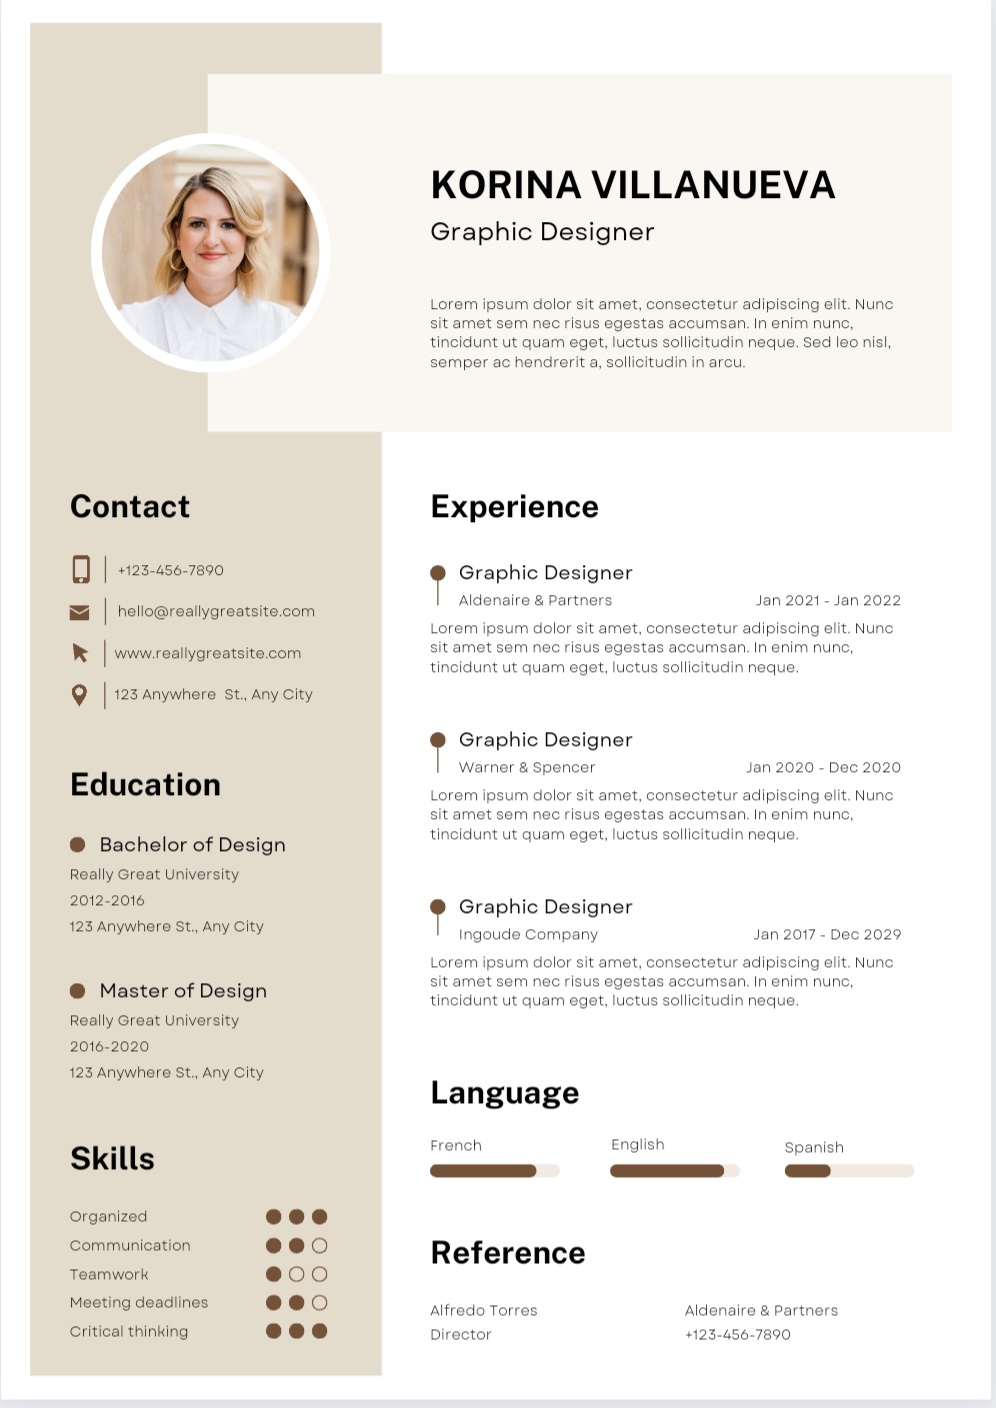 KORINA VILLANUEVA
Graphic Designer
Lorem ipsum dolor sit amet, consectetur adipiscing elit. Nunc
sit amet sem nec risus egestas accumsan. In enim nunc,
tincidunt ut quam eget, luctus sollicitudin neque. Sed leo nisl,
semper ac hendrerit a, sollicitudin in arcu.
Contact
+123-456-7890
hello@reallygreatsite.com
www.reallygreatsite.com
123 Anywhere  St., Any City
Education
Bachelor of Design
Really Great University
2012-2016
123 Anywhere St., Any City
Master of Design
Really Great University
2016-2020
123 Anywhere St., Any City
Skills
Organized
Communication
Teamwork
Meeting deadlines
Critical thinking
Experience
Graphic Designer
Aldenaire & Partners Jan 2021 - Jan 2022
Lorem ipsum dolor sit amet, consectetur adipiscing elit. Nunc
sit amet sem nec risus egestas accumsan. In enim nunc,
tincidunt ut quam eget, luctus sollicitudin neque.
Graphic Designer
Warner & Spencer Jan 2020 - Dec 2020
Lorem ipsum dolor sit amet, consectetur adipiscing elit. Nunc
sit amet sem nec risus egestas accumsan. In enim nunc,
tincidunt ut quam eget, luctus sollicitudin neque.
Graphic Designer
Ingoude Company Jan 2017 - Dec 2029
Lorem ipsum dolor sit amet, consectetur adipiscing elit. Nunc
sit amet sem nec risus egestas accumsan. In enim nunc,
tincidunt ut quam eget, luctus sollicitudin neque.
Language
French English Spanish
Reference
Alfredo Torres Aldenaire & Partners
Director +123-456-7890